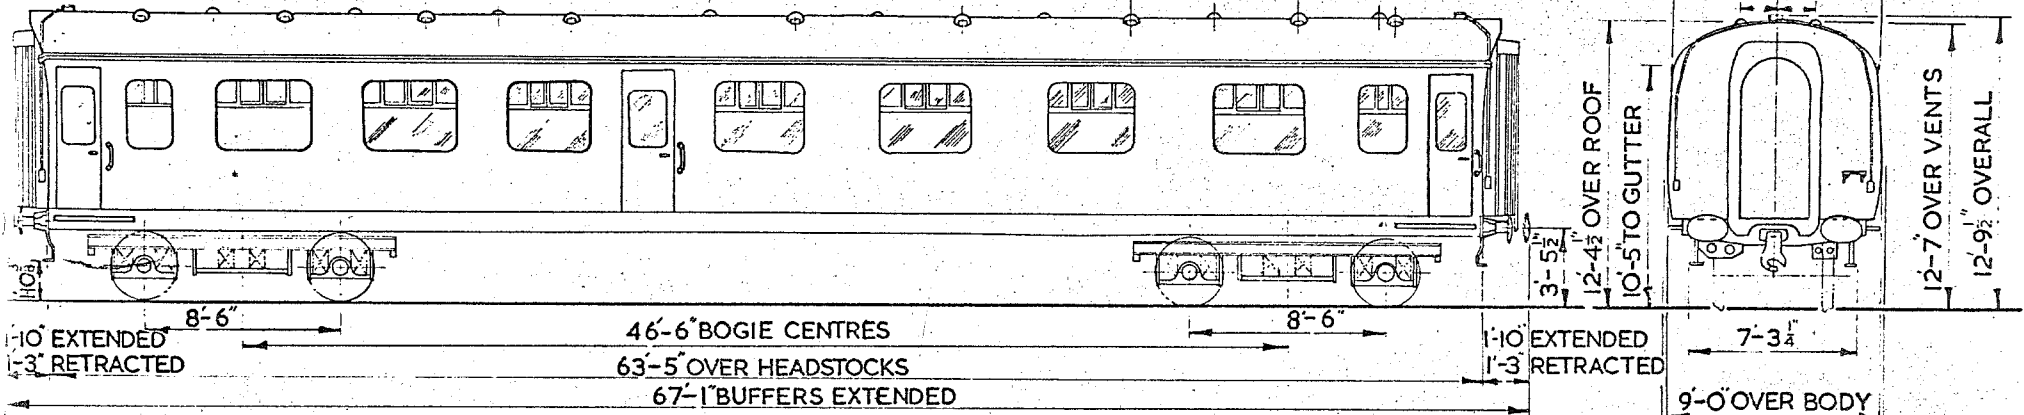 8'-6"
46'-6" BOGIE CENTRES
8'-6"
1'-10" EXTENDED
1'-3" RETRACTED
63'-5" OVER HEADSTOCKS
67'-1" BUFFERS EXTENDED
1'-10" EXTENDED
1'-3" RETRACTED
3'-5½"
12'-4½" OVER ROOF
10'-5" TO GUTTER
12'-7" OVER VENTS
12'-9½" OVERALL
7'-3¼"
9'-0" OVER BODY